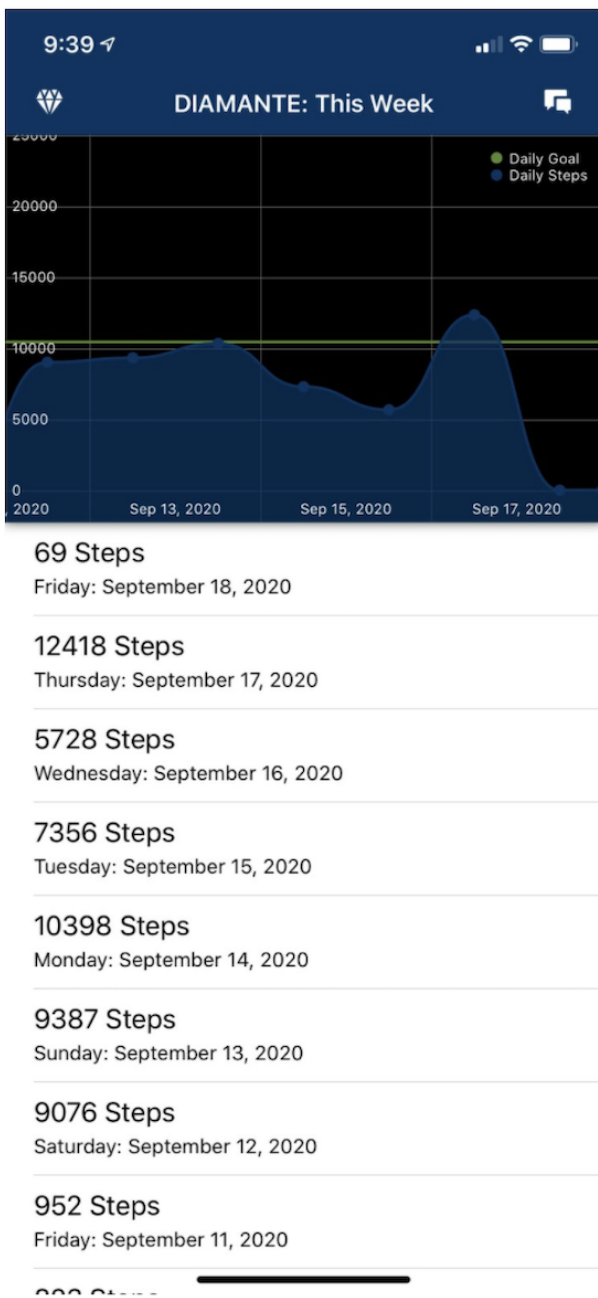 9:39
DIAMANTE: This Week
25000
Daily Goal
Daily Steps
20000
15000
10000
5000
0
, 2020
Sep 13, 2020
Sep 15, 2020
Sep 17, 2020
69 Steps
Friday: September 18, 2020
12418 Steps
Thursday: September 17, 2020
5728 Steps
Wednesday: September 16, 2020
7356 Steps
Tuesday: September 15, 2020
10398 Steps
Monday: September 14, 2020
9387 Steps
Sunday: September 13, 2020
9076 Steps
Saturday: September 12, 2020
952 Steps
Friday: September 11, 2020
Steps